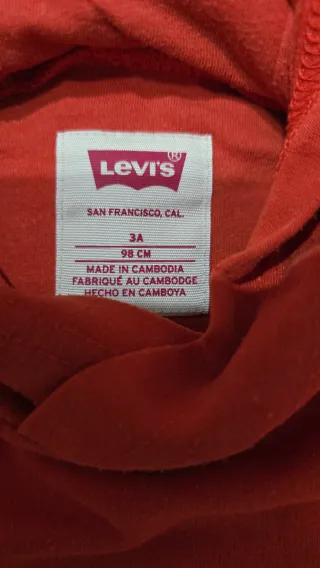 Levi's®
SAN FRANCISCO, CAL.
3A
98 CM
MADE IN CAMBODIA
FABRIQUÉ AU CAMBODGE
HECHO EN CAMBOYA